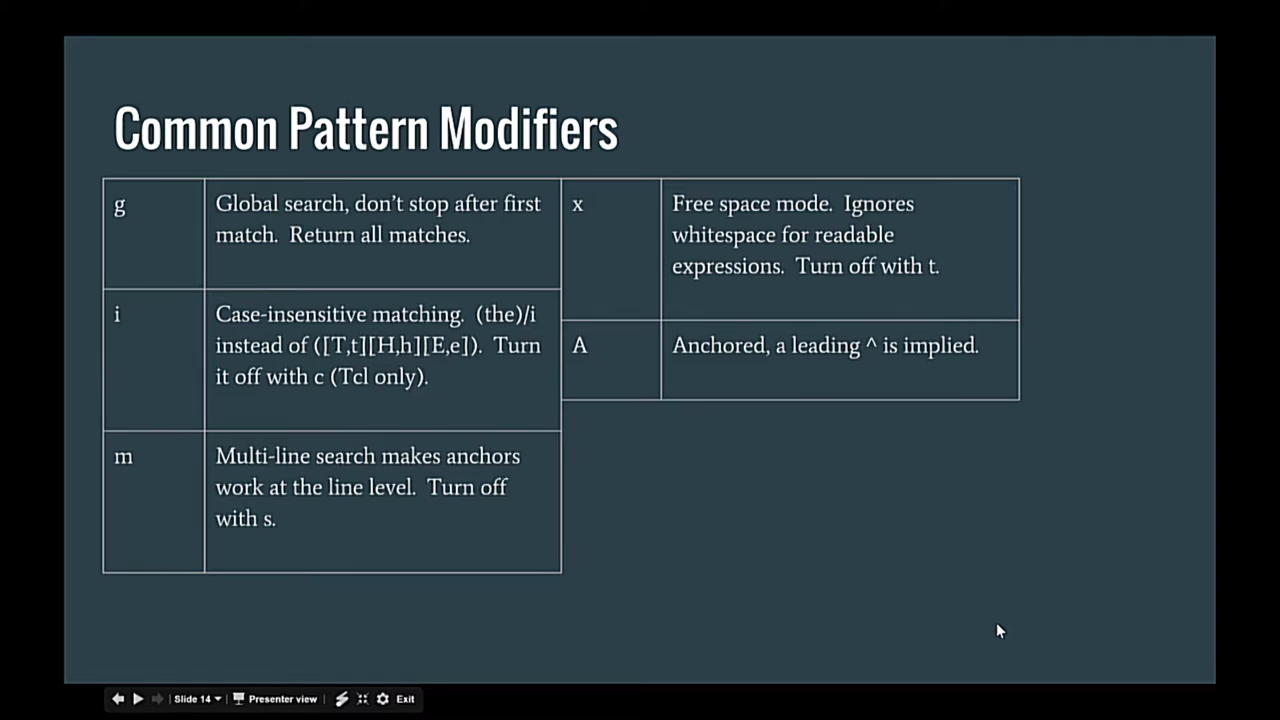 Common Pattern Modifiers
g
Global search, don't stop after first
match.  Return all matches.
i
Case-insensitive matching.  (the)/i
instead of ([T,t][H,h][E,e]).  Turn
it off with c (Tcl only).
m
Multi-line search makes anchors
work at the line level.  Turn off
with s.
x
Free space mode.  Ignores
whitespace for readable
expressions.  Turn off with t.
A
Anchored, a leading ^ is implied.
Slide 14
Presenter view
Exit